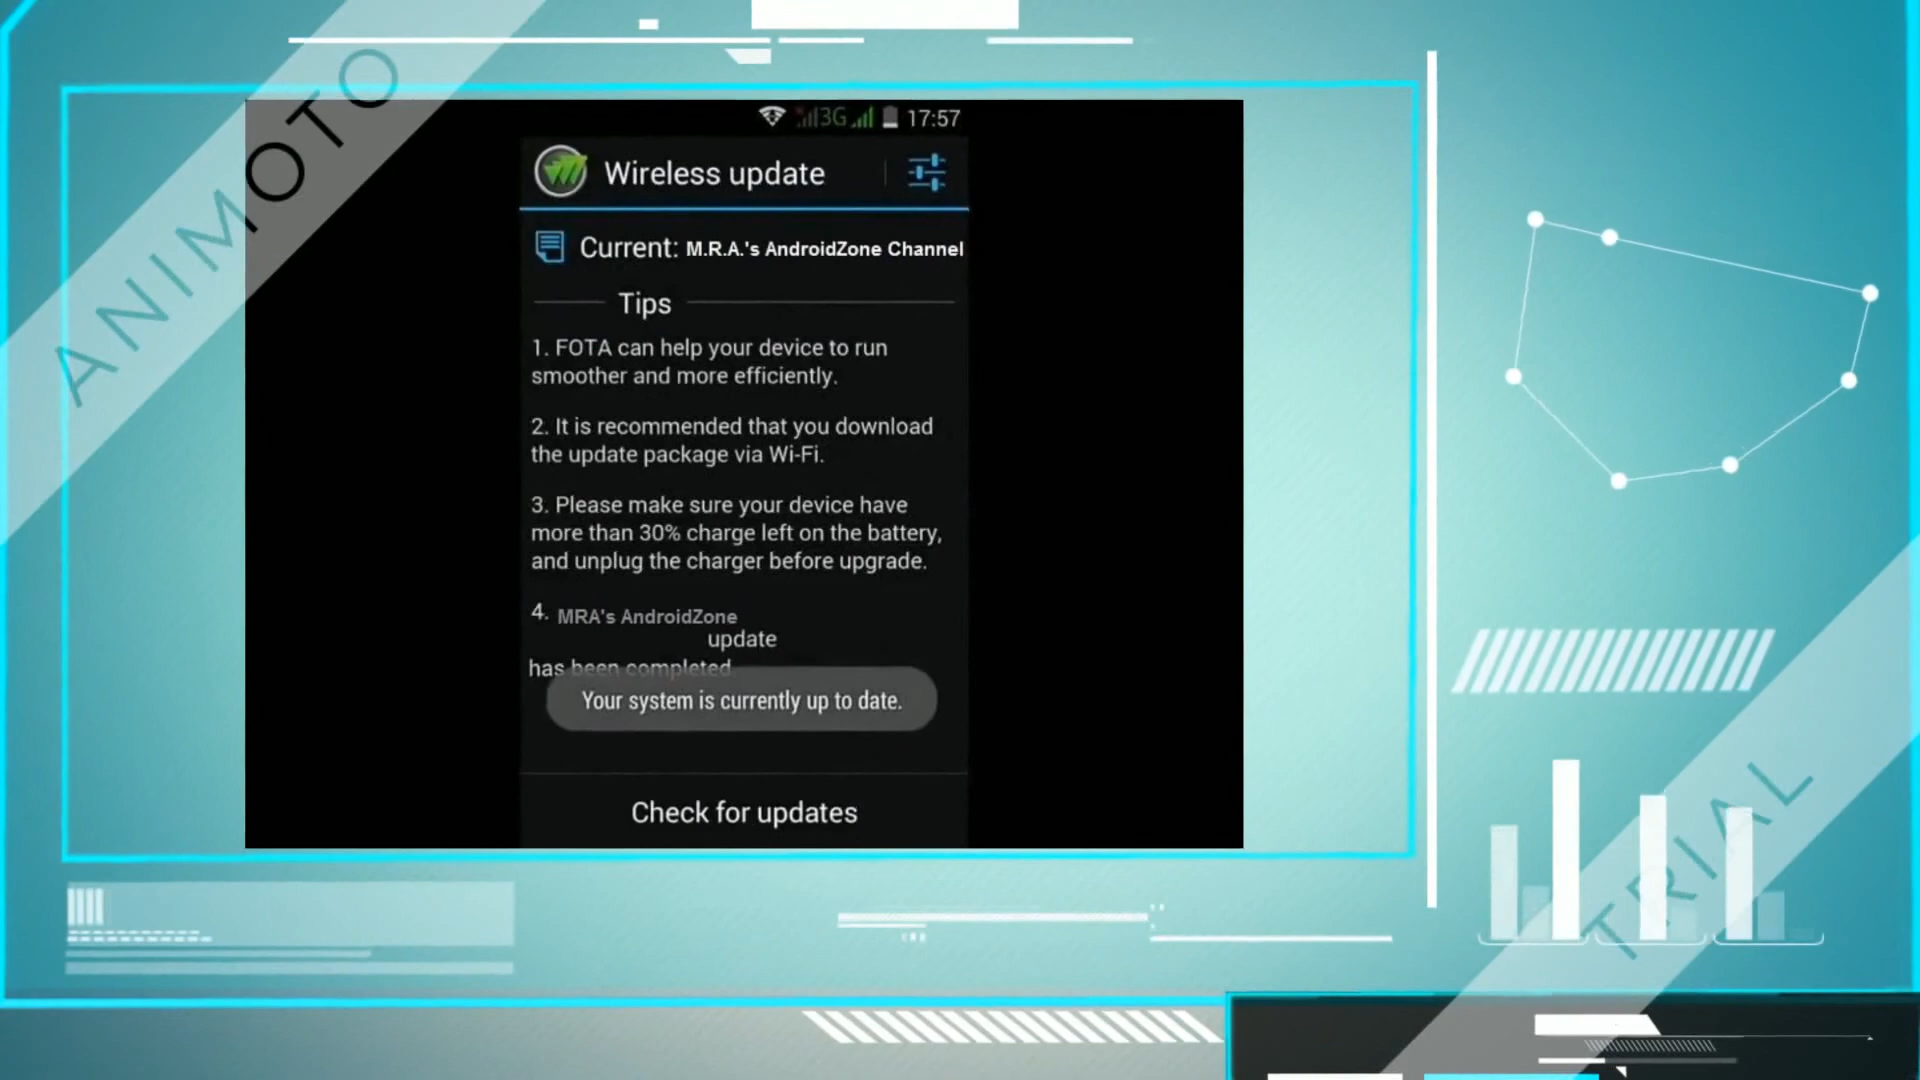 ANIMOTO
3G 17:57
Wireless update
Current: M.R.A.'s AndroidZone Channel
Tips
1. FOTA can help your device to run
smoother and more efficiently.
2. It is recommended that you download
the update package via Wi-Fi.
3. Please make sure your device have
more than 30% charge left on the battery,
and unplug the charger before upgrade.
4. MRA's AndroidZone
update
has been completed
Your system is currently up to date.
Check for updates
TRIAL